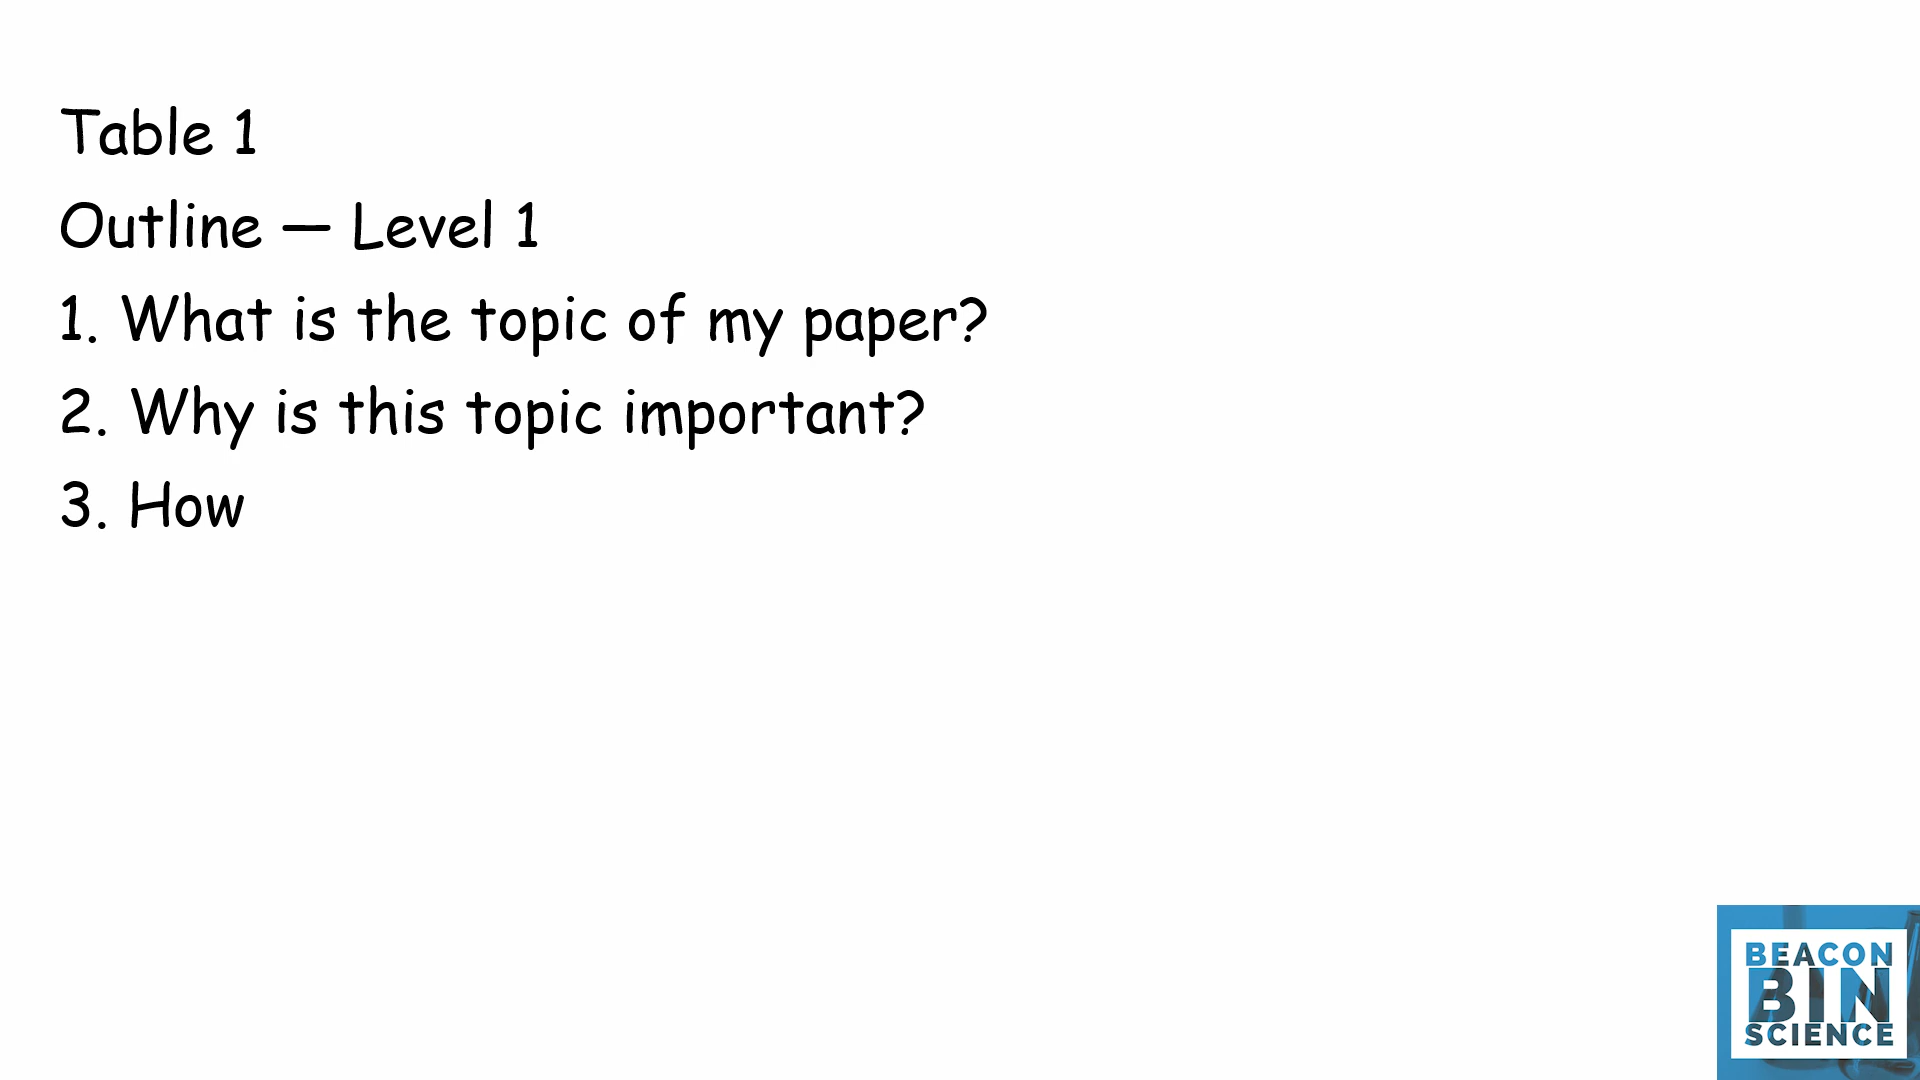 Table 1
Outline — Level 1
1. What is the topic of my paper?
2. Why is this topic important?
3. How
BEACON
BIN
SCIENCE